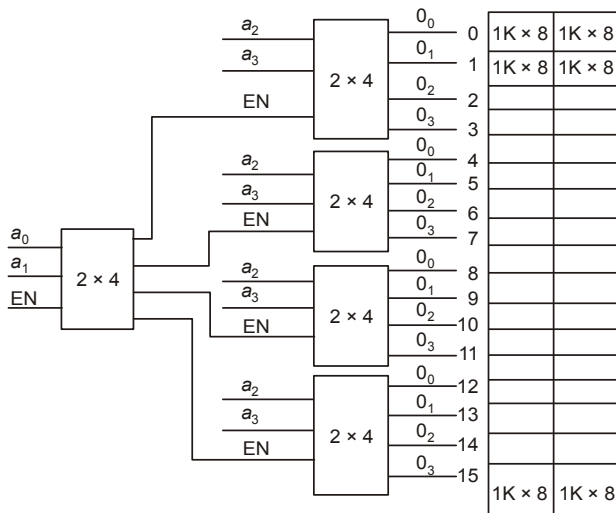 a₂
a₃
EN
2 × 4
0₀
0₁
0₂
0₃
0
1
2
3
1K × 8 1K × 8
1K × 8 1K × 8
a₂
a₃
EN
2 × 4
0₀
0₁
0₂
0₃
4
5
6
7
a₀
a₁
EN
2 × 4
a₂
a₃
EN
2 × 4
0₀
0₁
0₂
0₃
8
9
10
11
a₂
a₃
EN
2 × 4
0₀
0₁
0₂
0₃
12
13
14
15
1K × 8 1K × 8